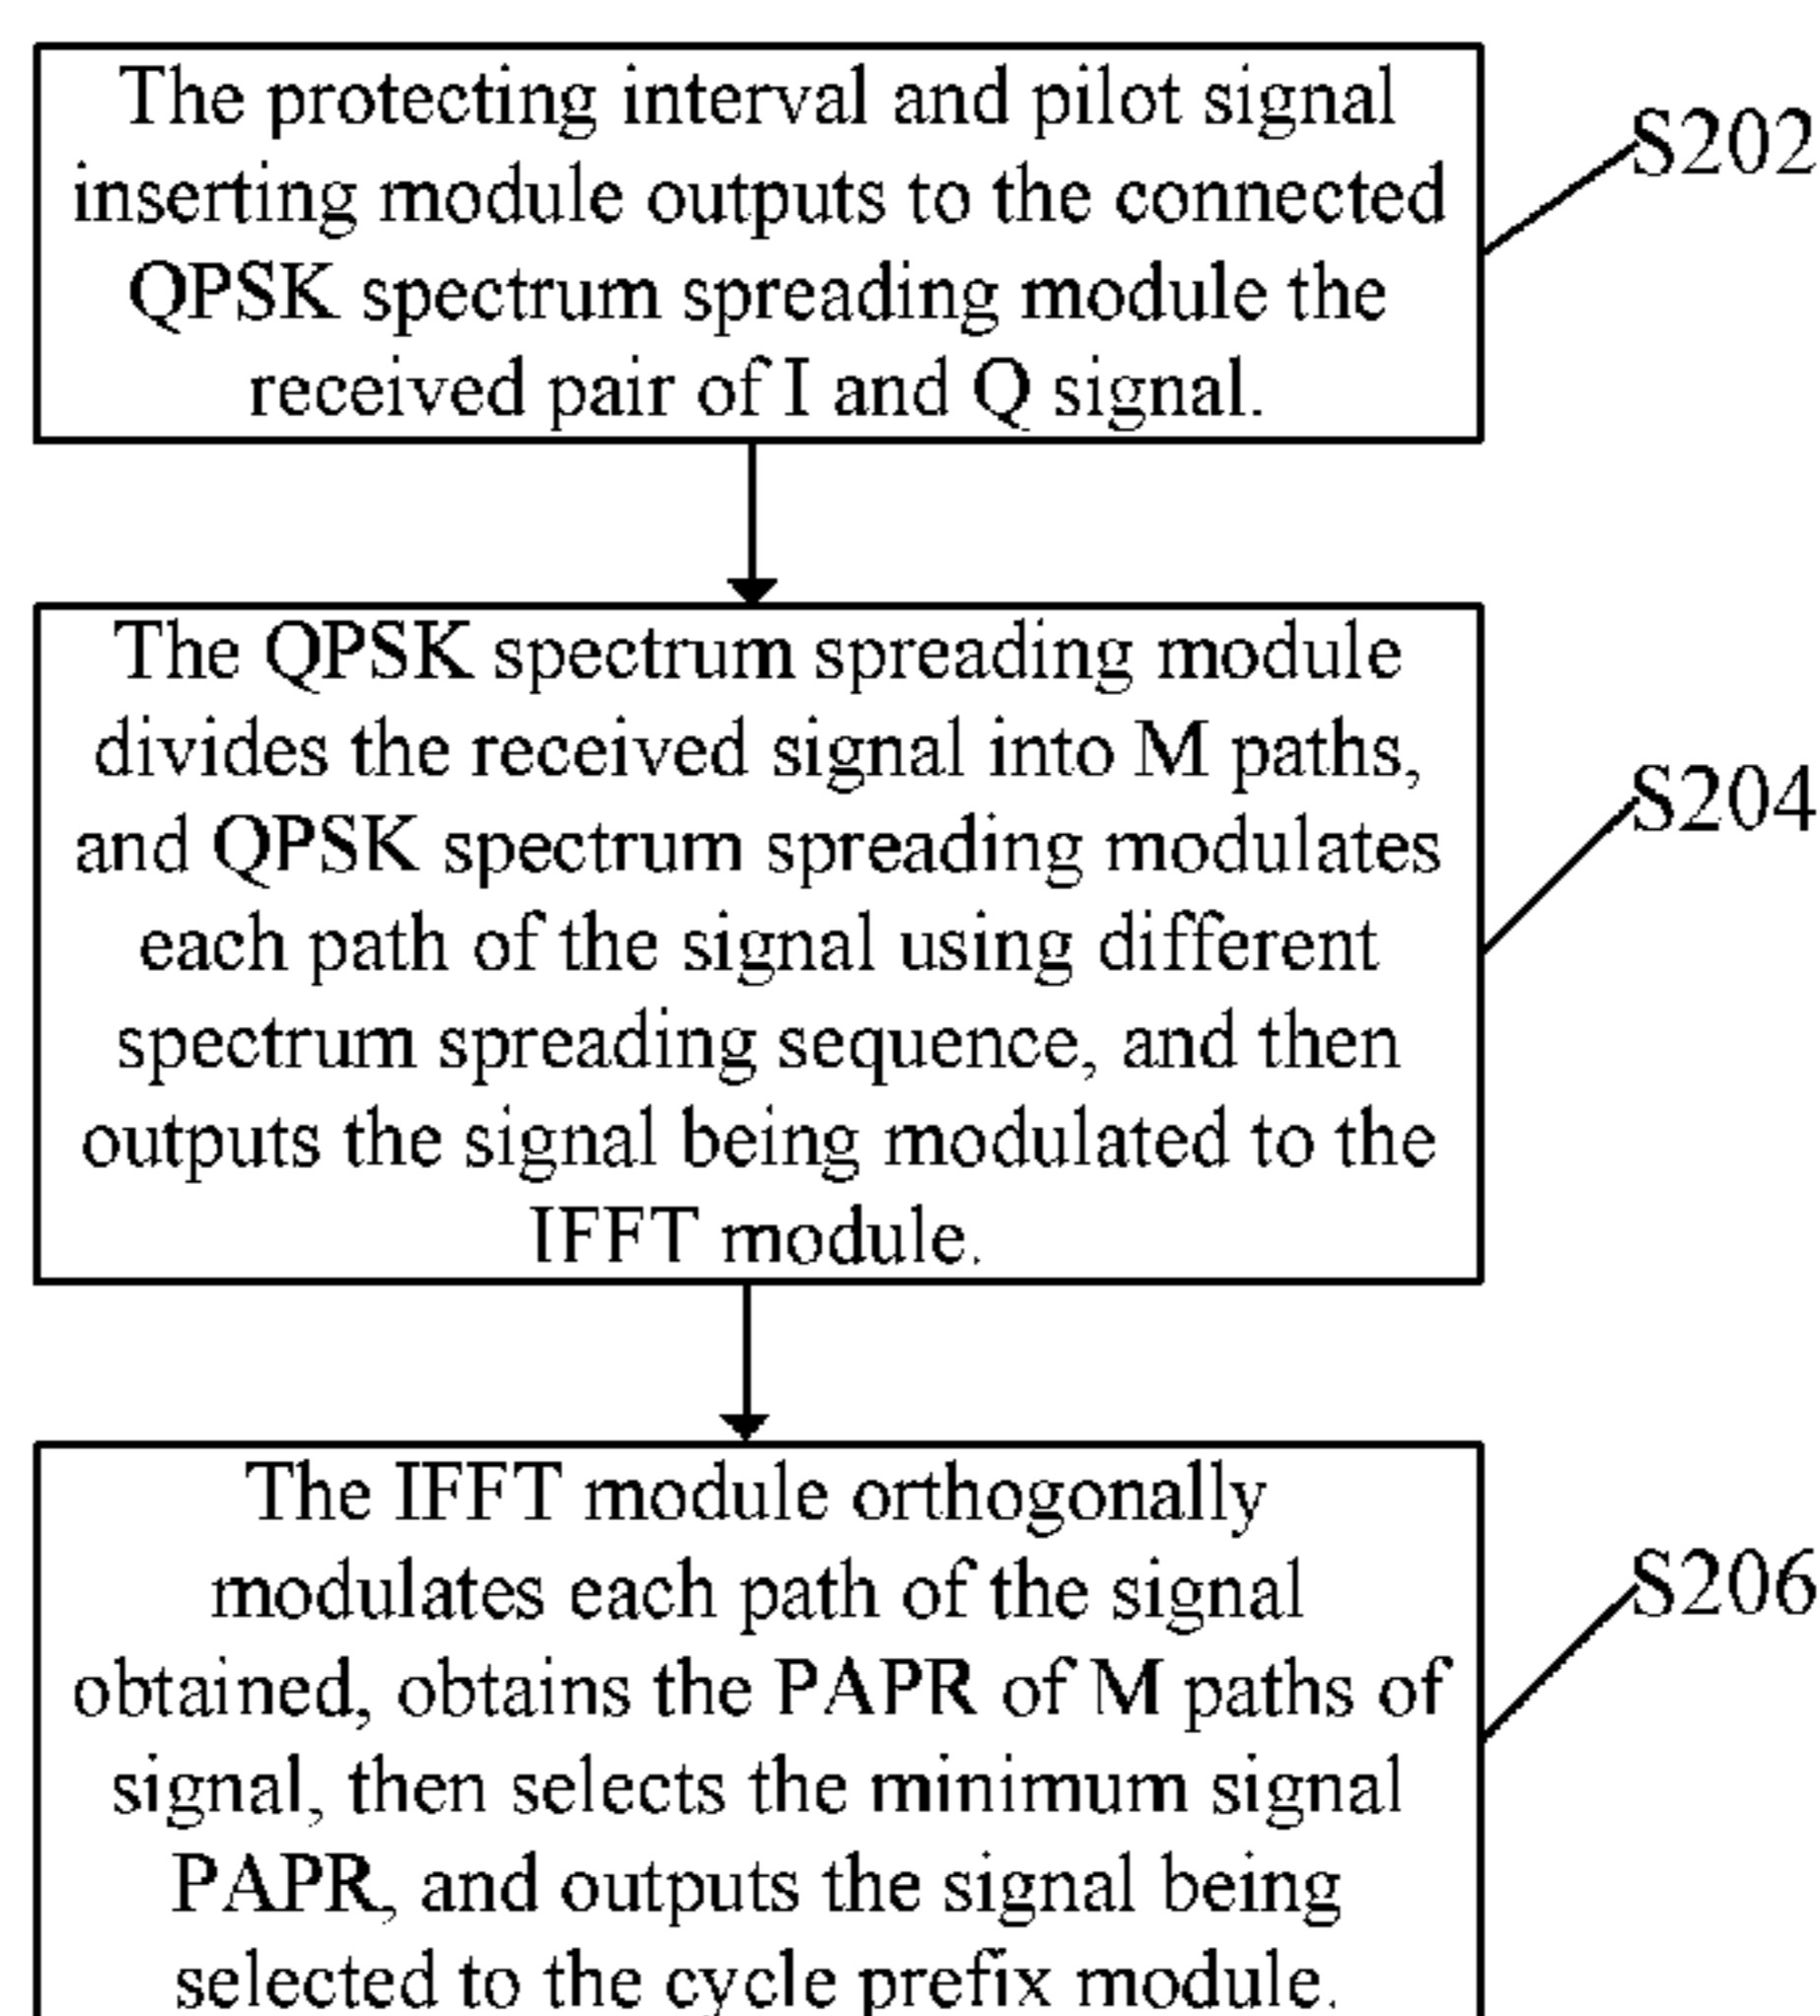 The protecting interval and pilot signal
inserting module outputs to the connected
QPSK spectrum spreading module the
received pair of I and Q signal.
S202
The QPSK spectrum spreading module
divides the received signal into M paths,
and QPSK spectrum spreading modulates
each path of the signal using different
spectrum spreading sequence, and then
outputs the signal being modulated to the
IFFT module.
S204
The IFFT module orthogonally
modulates each path of the signal
obtained, obtains the PAPR of M paths of
signal, then selects the minimum signal
PAPR, and outputs the signal being
selected to the cycle prefix module.
S206